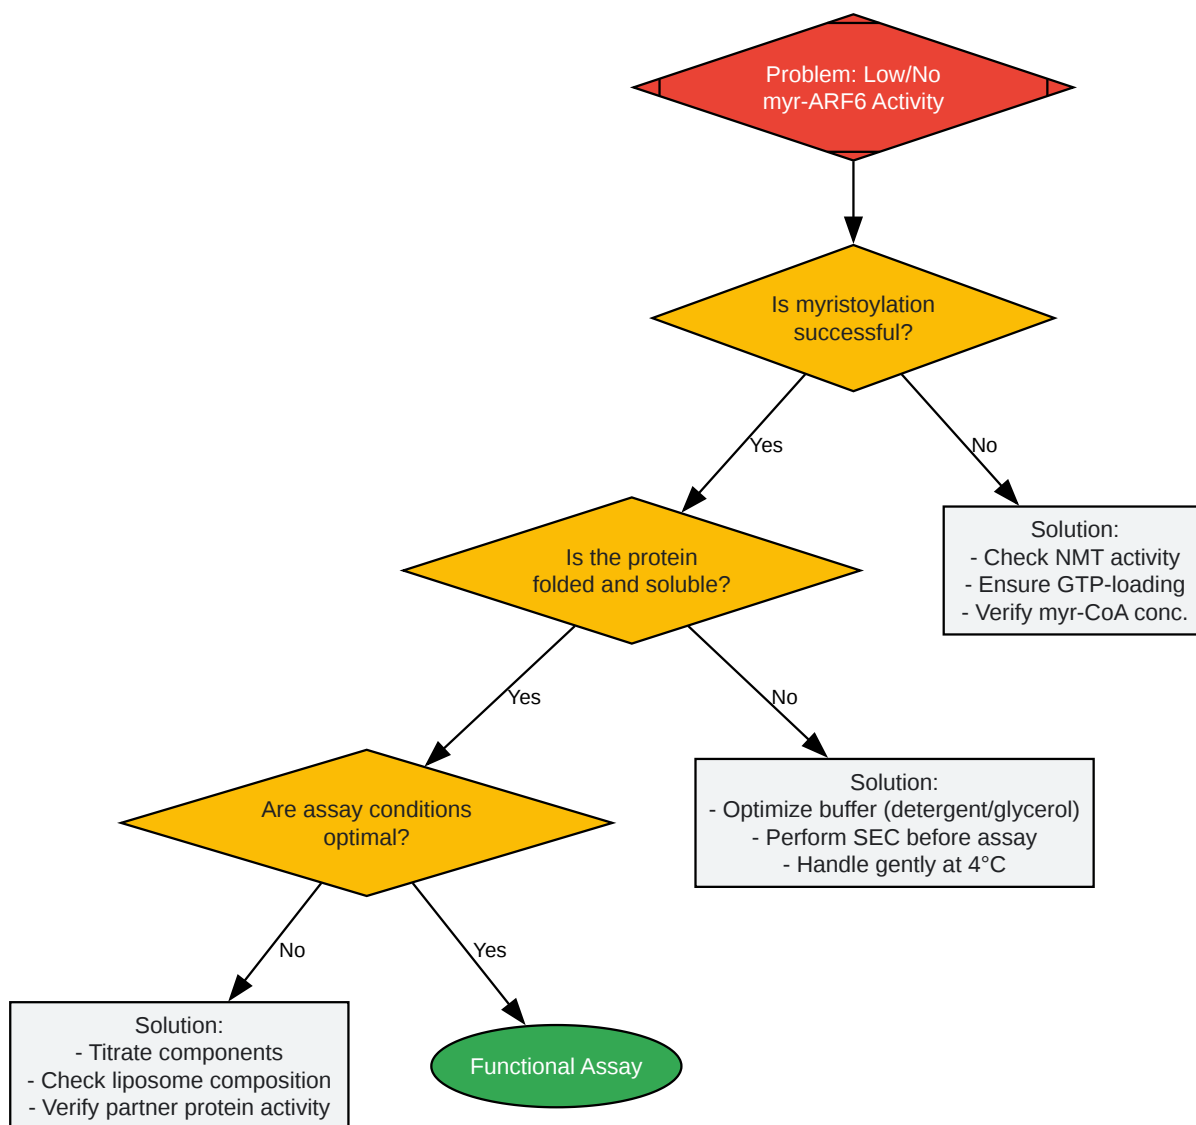 Problem: Low/No
myr-ARF6 Activity
Is myristoylation
successful?
Yes
No
Is the protein
folded and soluble?
Solution:
- Check NMT activity
- Ensure GTP-loading
- Verify myr-CoA conc.
Yes
No
Are assay conditions
optimal?
Solution:
- Optimize buffer (detergent/glycerol)
- Perform SEC before assay
- Handle gently at 4°C
No
Yes
Solution:
- Titrate components
- Check liposome composition
- Verify partner protein activity
Functional Assay